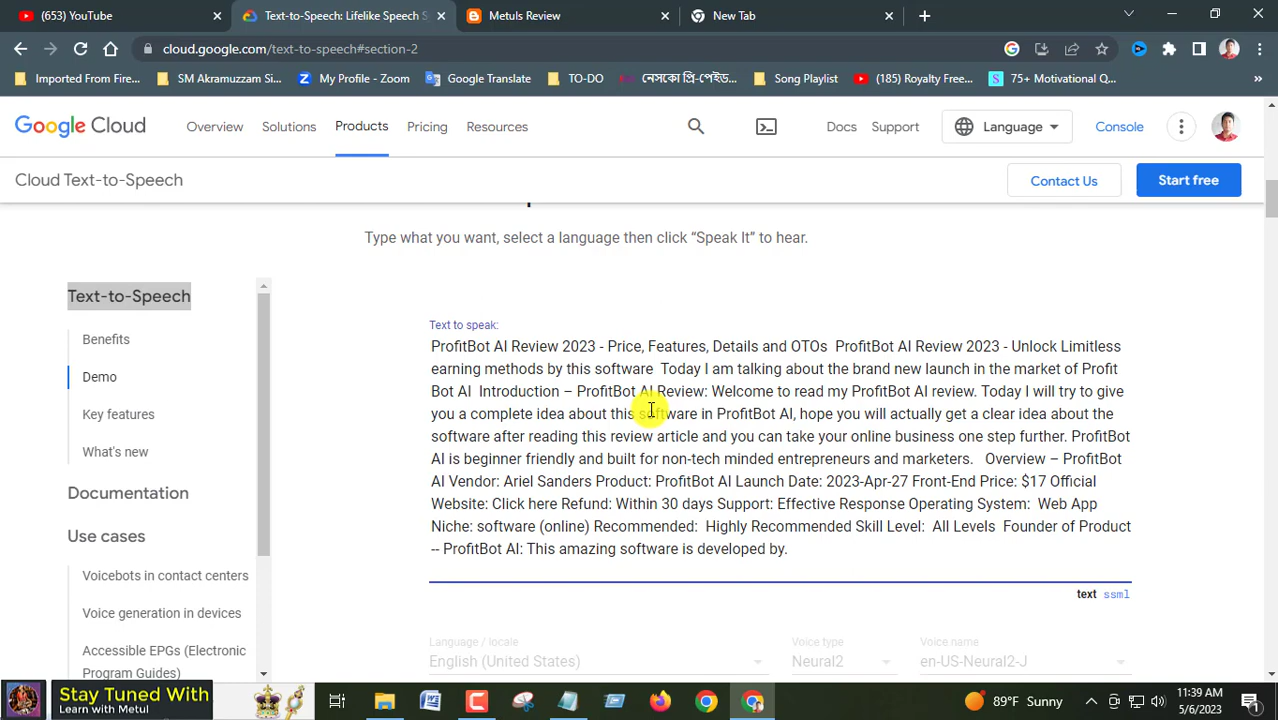 (653) YouTube
Text-to-Speech: Lifelike Speech S
Metuls Review
New Tab
cloud.google.com/text-to-speech#section-2
Imported From Fire...
SM Akramuzzam Si...
My Profile - Zoom
Google Translate
TO-DO
নেসকো প্রি-পেইড...
Song Playlist
(185) Royalty Free...
75+ Motivational Q...
Google Cloud
Overview
Solutions
Products
Pricing
Resources
Docs
Support
Language
Console
Cloud Text-to-Speech
Contact Us
Start free
Type what you want, select a language then click “Speak It” to hear.
Text-to-Speech
Benefits
Demo
Key features
What's new
Documentation
Use cases
Voicebots in contact centers
Voice generation in devices
Accessible EPGs (Electronic
Program Guides)
Text to speak:
ProfitBot AI Review 2023 - Price, Features, Details and OTOs  ProfitBot AI Review 2023 - Unlock Limitless
earning methods by this software  Today I am talking about the brand new launch in the market of Profit
Bot AI  Introduction – ProfitBot AI Review: Welcome to read my ProfitBot AI review. Today I will try to give
you a complete idea about this software in ProfitBot AI, hope you will actually get a clear idea about the
software after reading this review article and you can take your online business one step further. ProfitBot
AI is beginner friendly and built for non-tech minded entrepreneurs and marketers.   Overview – ProfitBot
AI Vendor: Ariel Sanders Product: ProfitBot AI Launch Date: 2023-Apr-27 Front-End Price: $17 Official
Website: Click here Refund: Within 30 days Support: Effective Response Operating System:  Web App
Niche: software (online) Recommended:  Highly Recommended Skill Level:  All Levels  Founder of Product
-- ProfitBot AI: This amazing software is developed by.
text ssml
Language / locale
English (United States)
Voice type
Neural2
Voice name
en-US-Neural2-J
Stay Tuned With
Learn with Metul
89°F Sunny
11:39 AM
5/6/2023